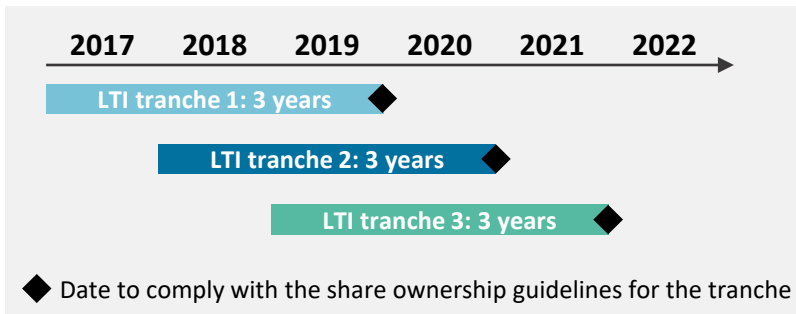 2017 2018 2019 2020 2021 2022
LTI tranche 1: 3 years
LTI tranche 2: 3 years
LTI tranche 3: 3 years
Date to comply with the share ownership guidelines for the tranche